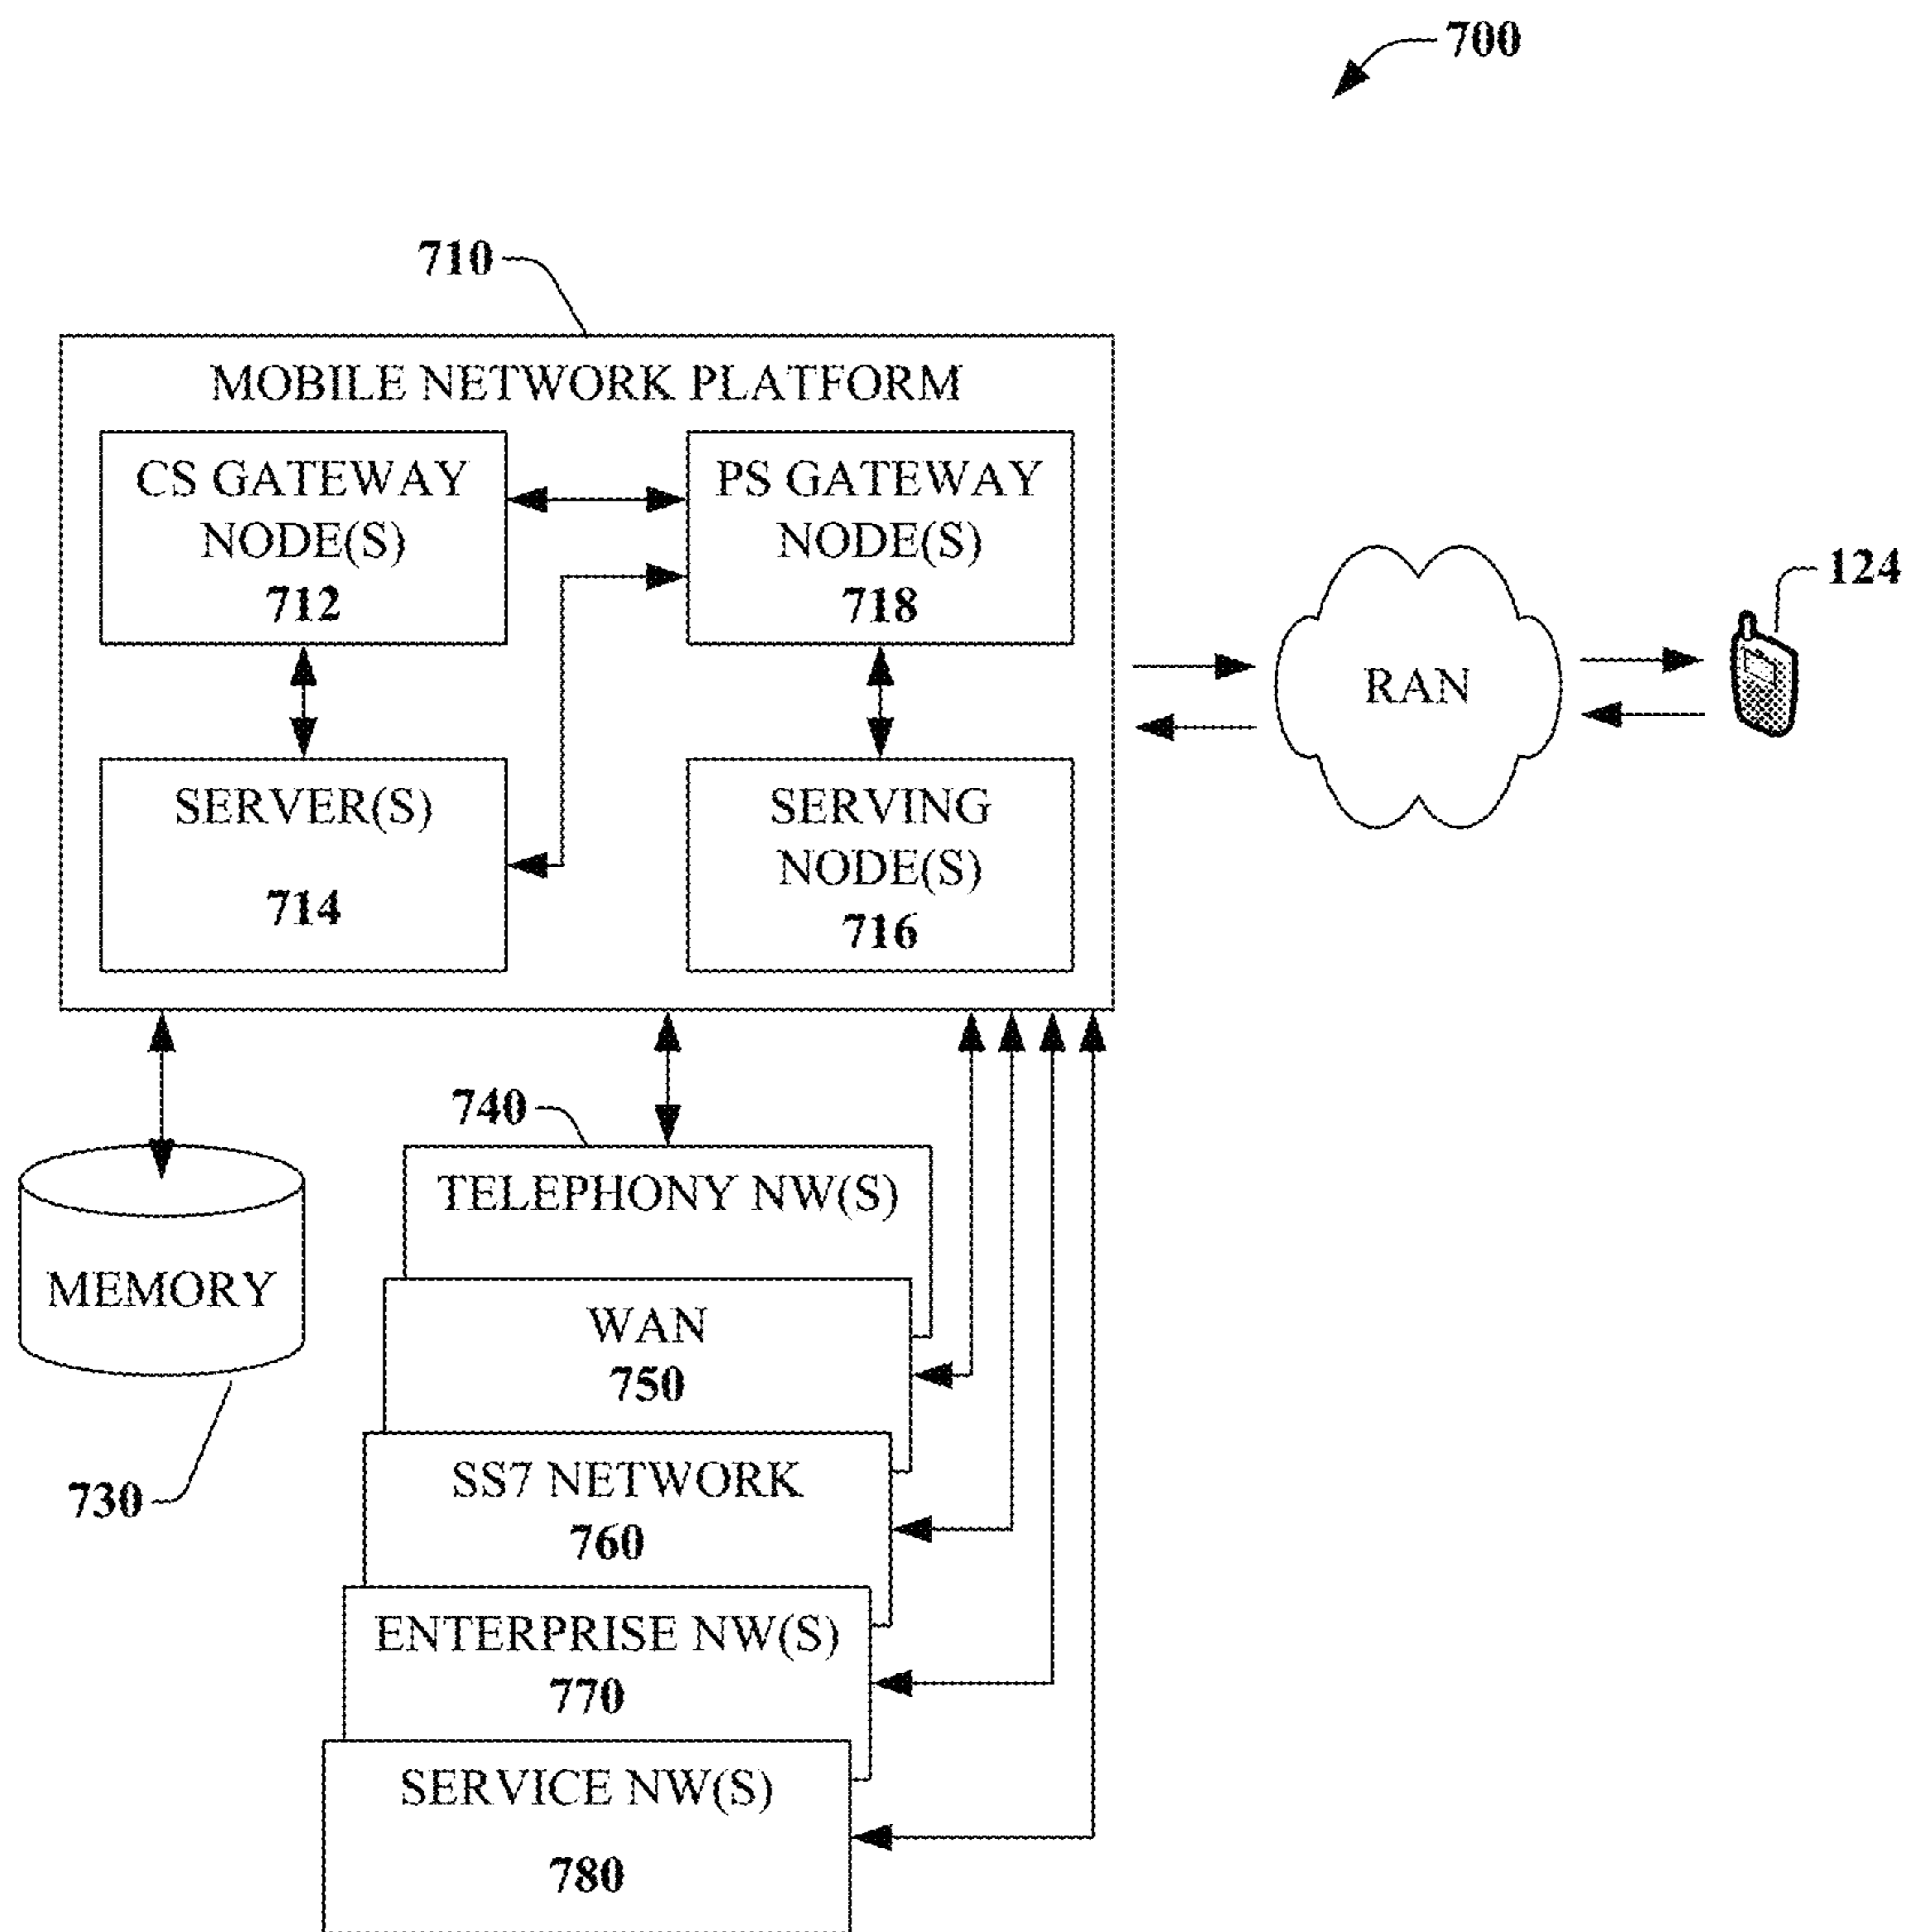 700
710
MOBILE NETWORK PLATFORM
CS GATEWAY
NODE(S)
712
PS GATEWAY
NODE(S)
718
SERVER(S)
714
SERVING
NODE(S)
716
RAN
124
740
TELEPHONY NW(S)
MEMORY
730
WAN
750
SS7 NETWORK
760
ENTERPRISE NW(S)
770
SERVICE NW(S)
780